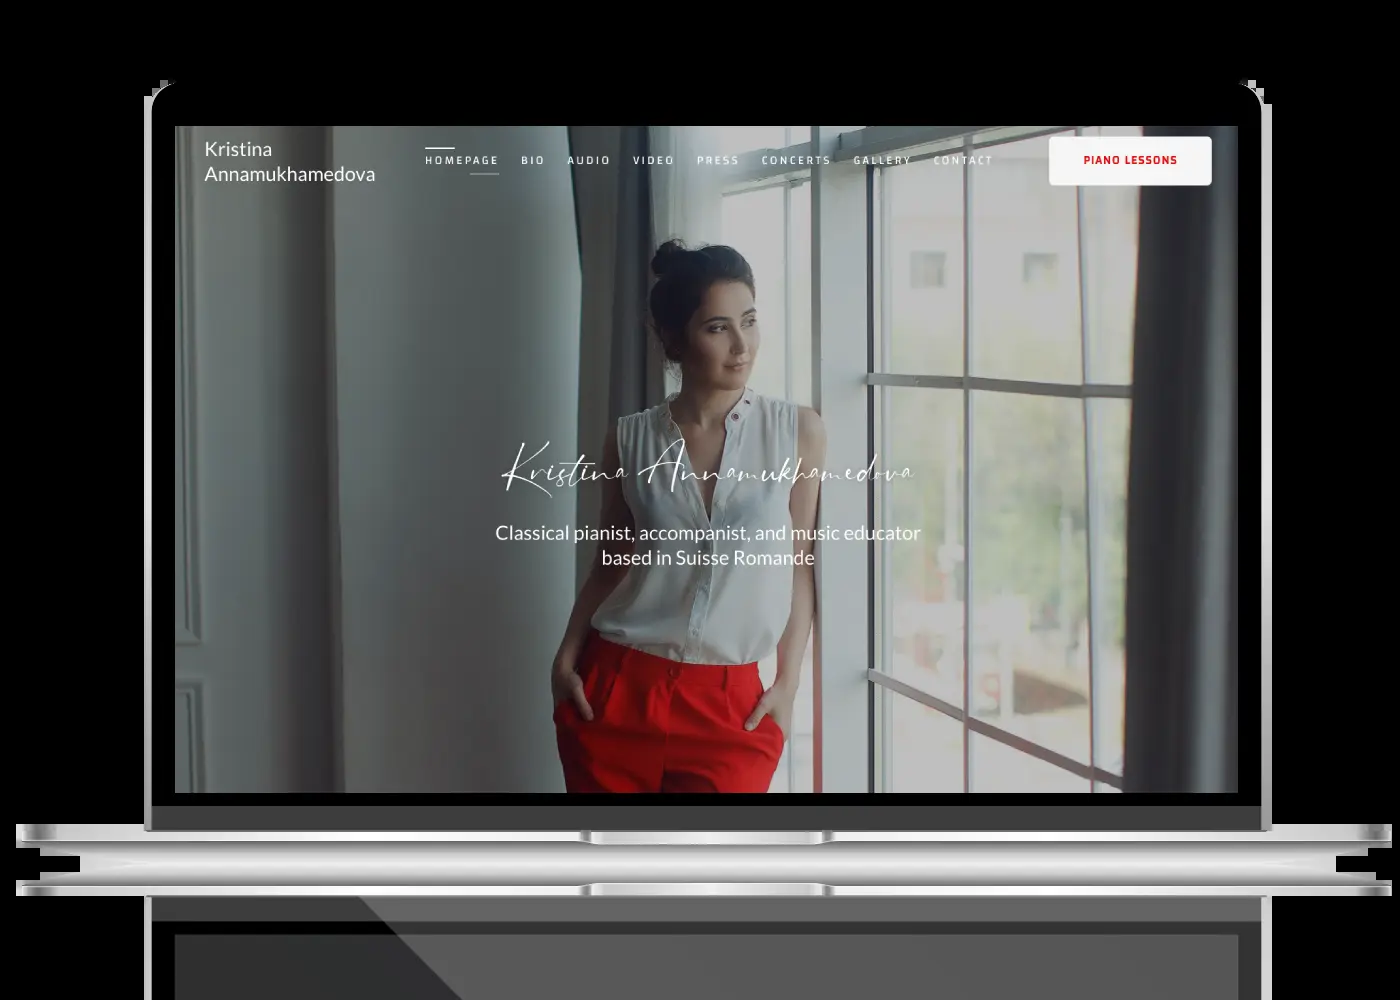 Kristina
Annamukhamedova
HOMEPAGE BIO AUDIO VIDEO PRESS CONCERTS GALLERY CONTACT
PIANO LESSONS
Kristina Annamukhamedova
Classical pianist, accompanist, and music educator
based in Suisse Romande